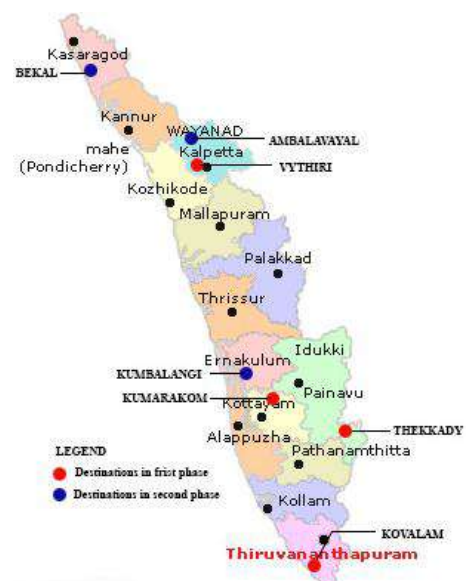 Kasaragod
BEKAL
Kannur
WAYANAD
AMBALAVAYAL
mahe
(Pondicherry)
Kalpetta
VYTHIRI
Kozhikode
Mallapuram
Palakkad
Thrissur
Idukki
Ernakulum
KUMBALANGI
Painavu
KUMARAKOM
Kottayam
Alappuzha
THEKKADY
LEGEND
Pathanamthitta
Destinations in frist phase
Destinations in second phase
Kollam
KOVALAM
Thiruvananthapuram